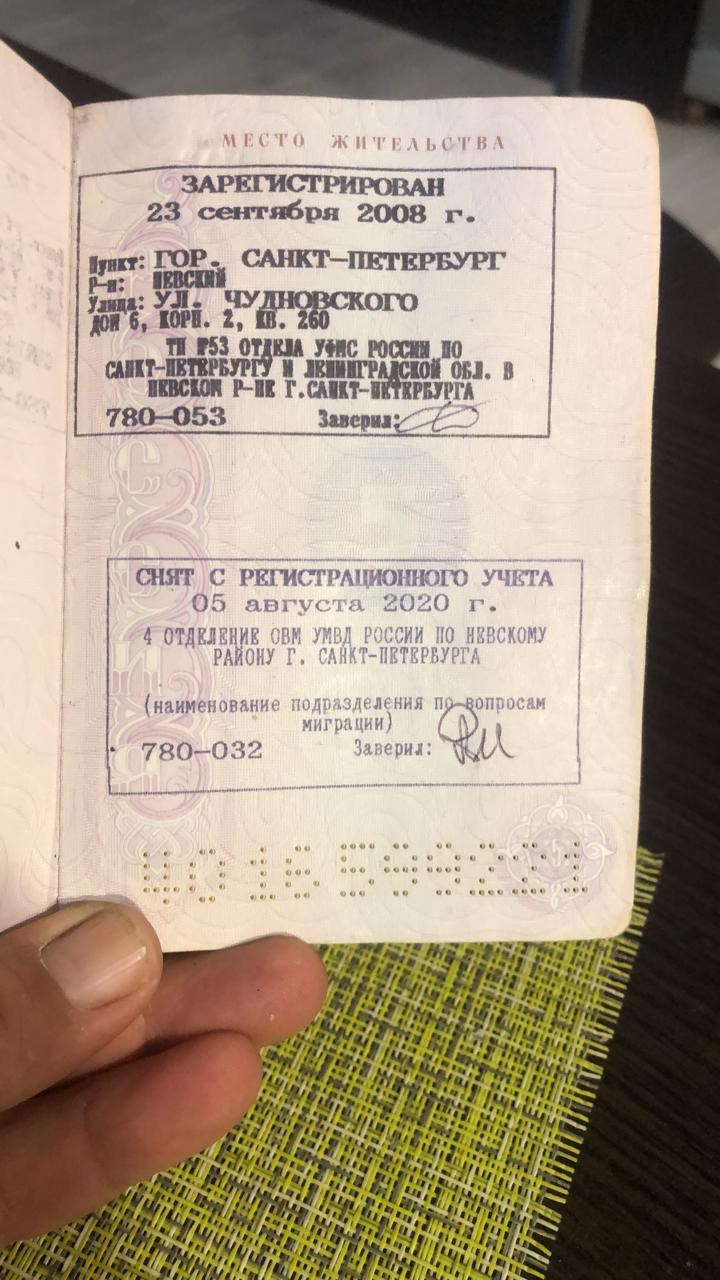 МЕСТО ЖИТЕЛЬСТВА
ЗАРЕГИСТРИРОВАН
23 сентября 2008 г.
Пункт: ГОР. САНКТ-ПЕТЕРБУРГ
Р-н: НЕВСКИЙ
Улица: УЛ. ЧУДНОВСКОГО
ДОМ 6, КОРП. 2, КВ. 260
ТП №53 ОТДЕЛА УФМС РОССИИ ПО
САНКТ-ПЕТЕРБУРГУ И ЛЕНИНГРАДСКОЙ ОБЛ. В
НЕВСКОМ Р-НЕ Г.САНКТ-ПЕТЕРБУРГА
780-053 Заверил:
СНЯТ С РЕГИСТРАЦИОННОГО УЧЕТА
05 августа 2020 г.
4 ОТДЕЛЕНИЕ ОВМ УМВД РОССИИ ПО НЕВСКОМУ
РАЙОНУ Г. САНКТ-ПЕТЕРБУРГА
(наименование подразделения по вопросам
миграции)
780-032 Заверил:
5